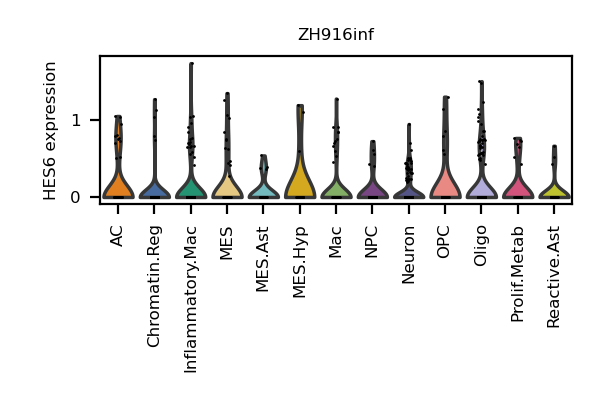 ZH916inf
HES6 expression
1
0
AC
Chromatin.Reg
Inflammatory.Mac
MES
MES.Ast
MES.Hyp
Mac
NPC
Neuron
OPC
Oligo
Prolif.Metab
Reactive.Ast